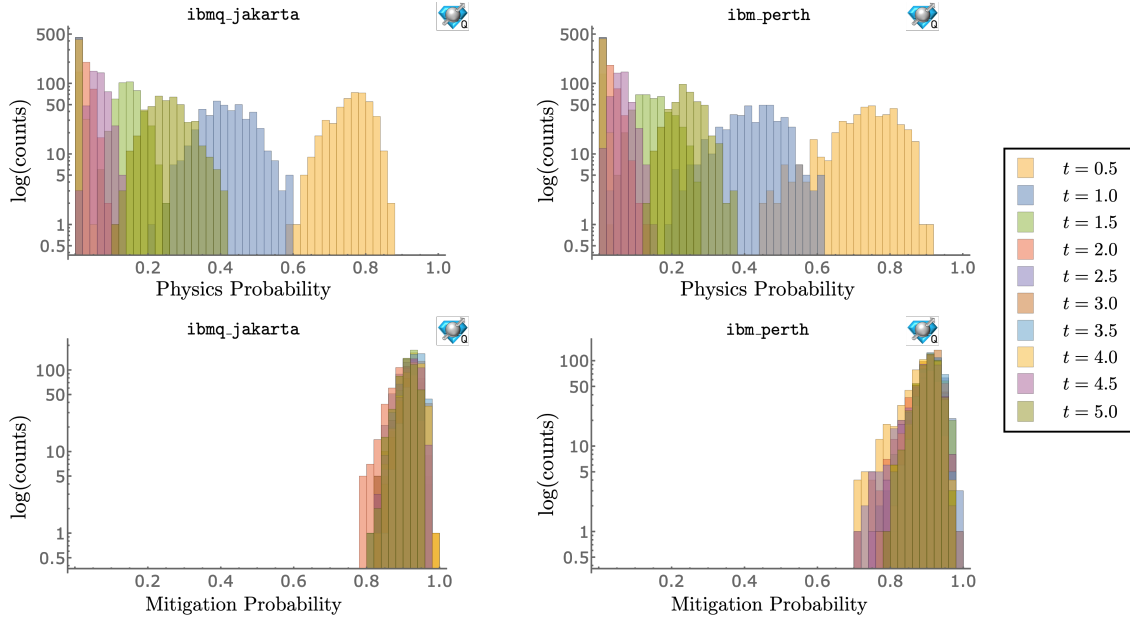 ibmq_jakarta
Q
500
100
50
10
5
1
0.5
log(counts)
0.2 0.4 0.6 0.8 1.0
Physics Probability
ibm_perth
Q
500
100
50
10
5
1
0.5
log(counts)
0.2 0.4 0.6 0.8 1.0
Physics Probability
t = 0.5
t = 1.0
t = 1.5
t = 2.0
t = 2.5
t = 3.0
t = 3.5
t = 4.0
t = 4.5
t = 5.0
ibmq_jakarta
Q
100
50
10
5
1
0.5
log(counts)
0.2 0.4 0.6 0.8 1.0
Mitigation Probability
ibm_perth
Q
100
50
10
5
1
0.5
log(counts)
0.2 0.4 0.6 0.8 1.0
Mitigation Probability